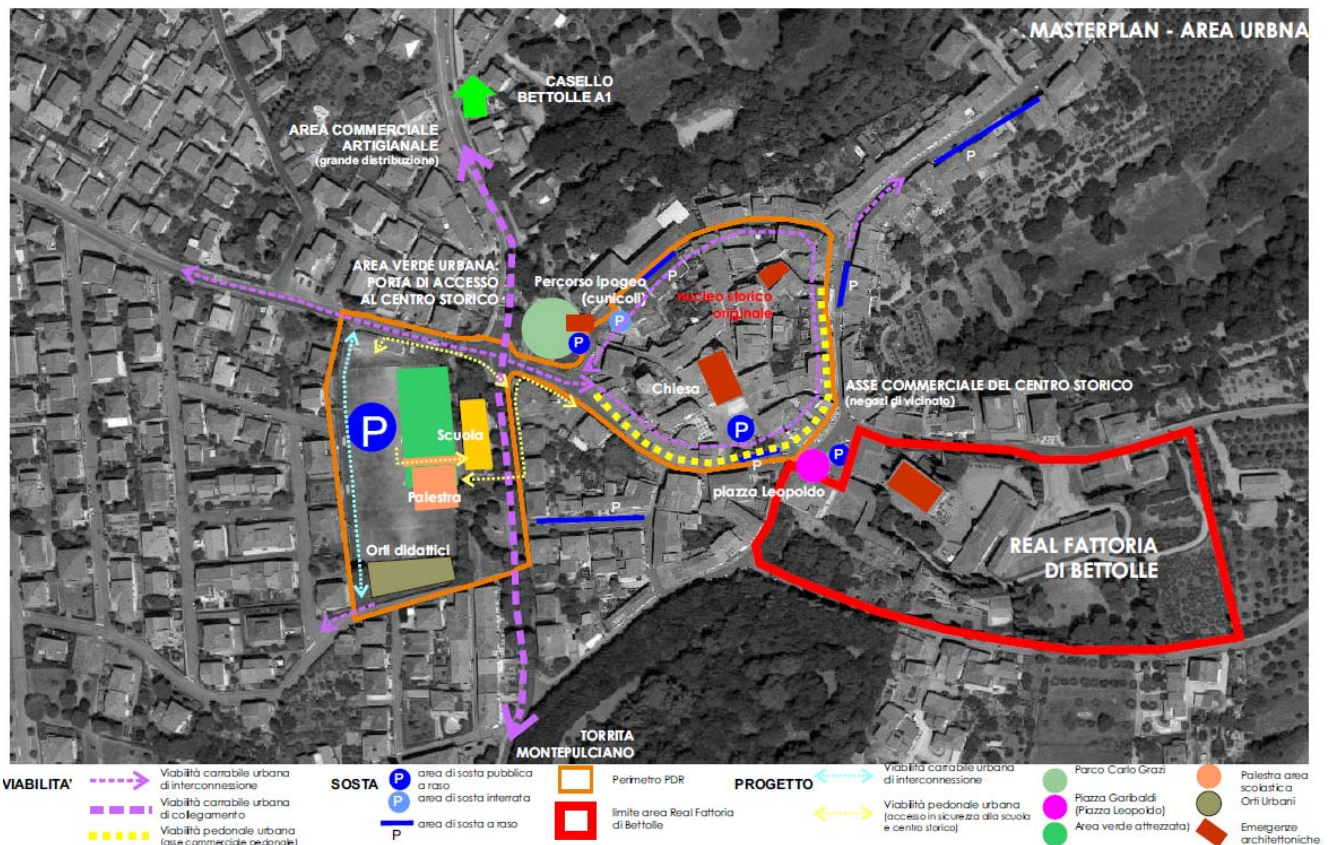 MASTERPLAN - AREA URBNA
CASELLO
BETTOLLE A1
AREA COMMERCIALE
ARTIGIANALE
(grande distribuzione)
P
P
AREA VERDE URBANA:
PORTA DI ACCESSO
AL CENTRO STORICO
Percorso ipogeo
(cunicoli)
P
nucleo storico
originale
P
P
P
Chiesa
ASSE COMMERCIALE DEL CENTRO STORICO
(negozi di vicinato)
P
P
Scuola
P
P
P
piazza Leopoldo
Palestra
P
Orti didattici
REAL FATTORIA
DI BETTOLLE
TORRITA
MONTEPULCIANO
VIABILITA'
Viabilità carrabile urbana
di interconnessione
Viabilità carrabile urbana
di collegamento
Viabilità pedonale urbana
(asse commerciale pedonale)
SOSTA
P
area di sosta pubblica
a raso
P
area di sosta interrata
P
area di sosta a raso
Perimetro PDR
limite area Real Fattoria
di Bettolle
PROGETTO
Viabilità carrabile urbana
di interconnessione
Viabilità pedonale urbana
(accesso in sicurezza alla scuola
e centro storico)
Parco Carlo Grazi
Piazza Garibaldi
(Piazza Leopoldo)
Area verde attrezzata)
Palestra area
scolastica
Orti Urbani
Emergenze
architettoniche